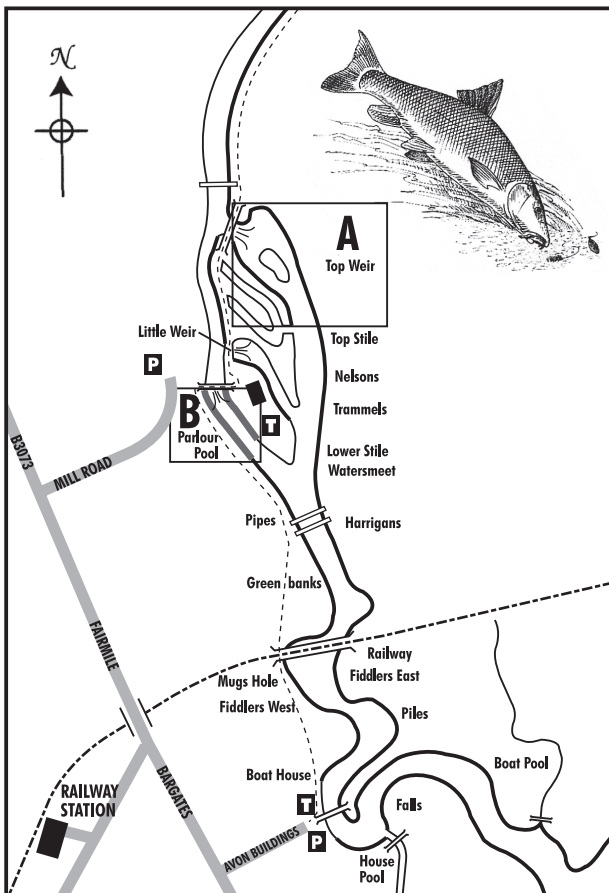 N
A
Top Weir
Top Stile
Little Weir
P
Nelsons
Trammels
B
Parlour
Pool
T
B3073
MILL ROAD
Lower Stile
Watersmeet
Pipes
Harrigans
Green banks
FAIRMILE
Railway
Mugs Hole
Fiddlers East
Fiddlers West
Piles
BARGATES
Boat House
Boat Pool
RAILWAY
STATION
T
Falls
P
AVON BUILDINGS
House
Pool